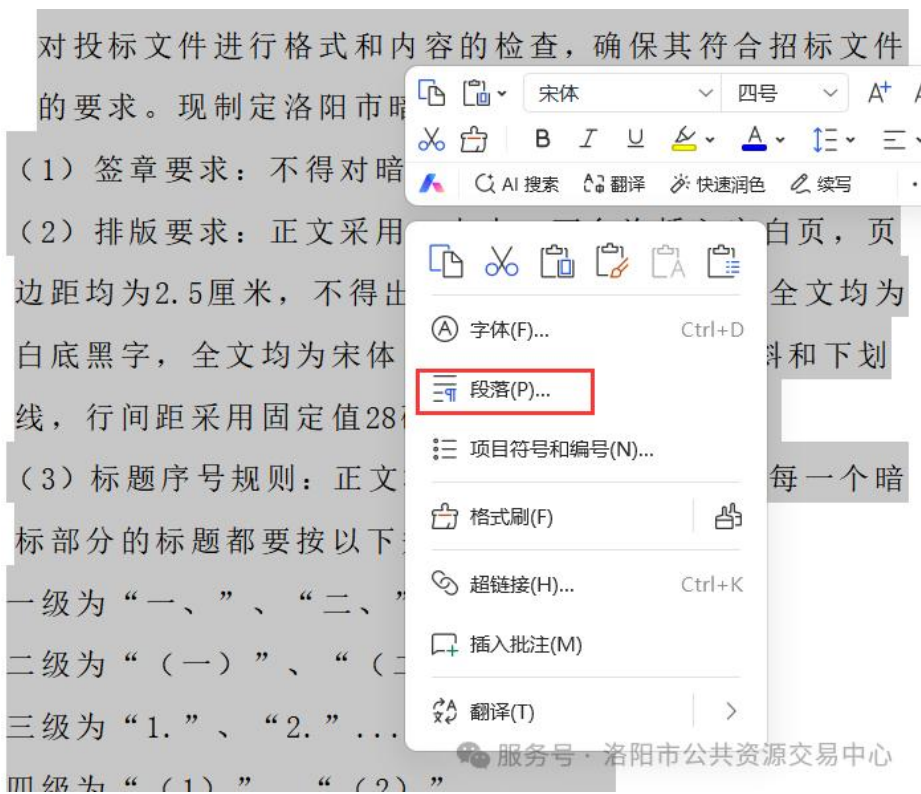 对投标文件进行格式和内容的检查，确保其符合招标文件
的要求。现制定洛阳市暗
（1）签章要求：不得对暗
（2）排版要求：正文采用
白页，页
边距均为2.5厘米，不得出
全文均为
白底黑字，全文均为宋体
和下划
线，行间距采用固定值28
（3）标题序号规则：正文
每一个暗
标部分的标题都要按以下
一级为“一、”、“二、”
二级为“（一）”、“（二
三级为“1.”、“2.”...
四级为“（1）”、“（2）”
宋体 四号 A+
B I U A
AI 搜索 翻译 快速润色 续写
字体(F)... Ctrl+D
段落(P)...
项目符号和编号(N)...
格式刷(F)
超链接(H)... Ctrl+K
插入批注(M)
翻译(T)
服务号 · 洛阳市公共资源交易中心